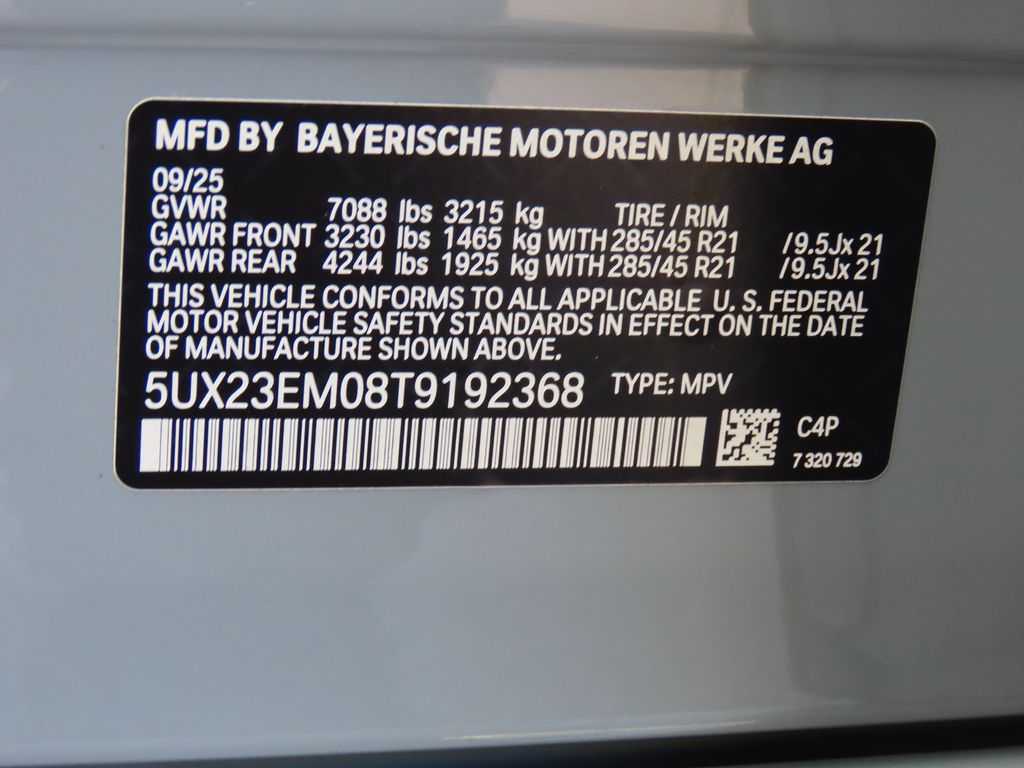 MFD BY BAYERISCHE MOTOREN WERKE AG
09/25
GVWR 7088 lbs 3215 kg TIRE / RIM
GAWR FRONT 3230 lbs 1465 kg WITH 285/45 R21 /9.5Jx 21
GAWR REAR 4244 lbs 1925 kg WITH 285/45 R21 /9.5Jx 21
THIS VEHICLE CONFORMS TO ALL APPLICABLE U. S. FEDERAL
MOTOR VEHICLE SAFETY STANDARDS IN EFFECT ON THE DATE
OF MANUFACTURE SHOWN ABOVE.
5UX23EM08T9192368 TYPE: MPV
C4P
7 320 729